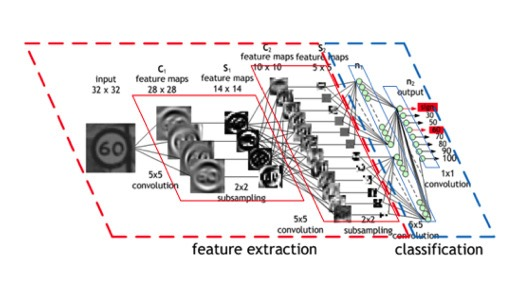 input
32 x 32
C₁
feature maps
28 x 28
S₁
feature maps
14 x 14
C₂
feature maps
10 x 10
S₂
feature maps
5 x 5
n₁
n₂
output
sign
30
50
60
70
80
90
100
60
5x5
convolution
2x2
subsampling
5x5
convolution
2x2
subsampling
convolution
1x1
convolution
feature extraction
classification